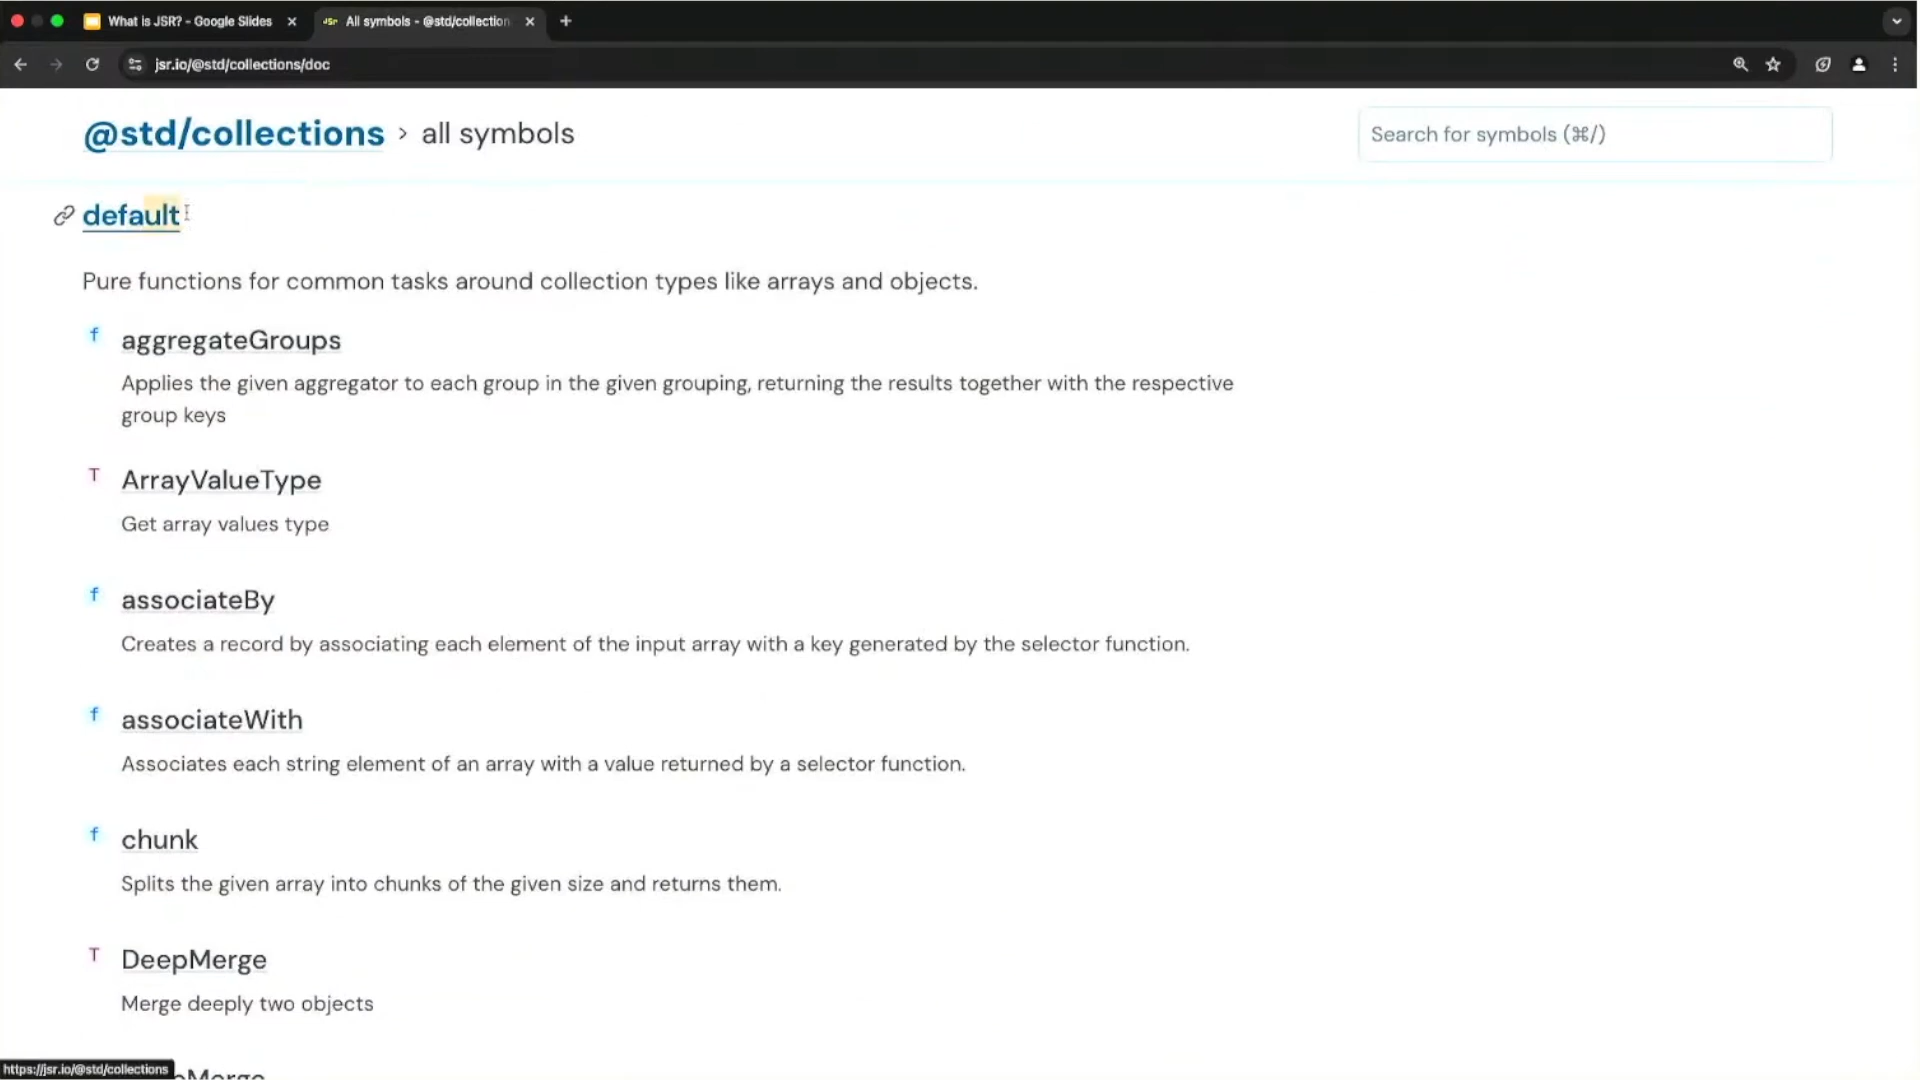 What is JSR? - Google Slides
JSR All symbols - @std/collection
jsr.io/@std/collections/doc
@std/collections > all symbols
Search for symbols (⌘/)
default
Pure functions for common tasks around collection types like arrays and objects.
f aggregateGroups
Applies the given aggregator to each group in the given grouping, returning the results together with the respective
group keys
T ArrayValueType
Get array values type
f associateBy
Creates a record by associating each element of the input array with a key generated by the selector function.
f associateWith
Associates each string element of an array with a value returned by a selector function.
f chunk
Splits the given array into chunks of the given size and returns them.
T DeepMerge
Merge deeply two objects
https://jsr.io/@std/collections